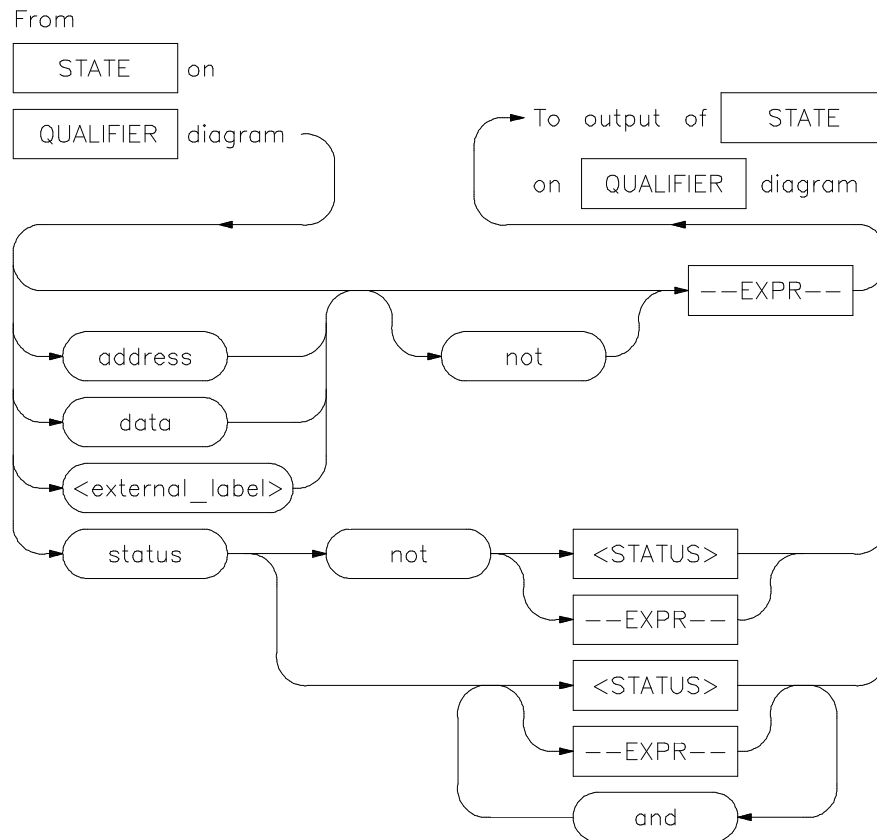 From
STATE on
QUALIFIER diagram
To output of STATE
on QUALIFIER diagram
--EXPR--
address
not
data
<external_label>
status
not
<STATUS>
--EXPR--
<STATUS>
--EXPR--
and